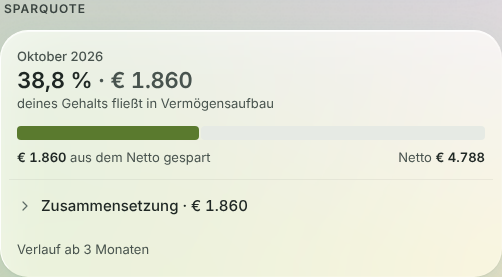 SPARQUOTE
Oktober 2026
38,8 % · € 1.860
deines Gehalts fließt in Vermögensaufbau
€ 1.860 aus dem Netto gespart Netto € 4.788
Zusammensetzung · € 1.860
Verlauf ab 3 Monaten